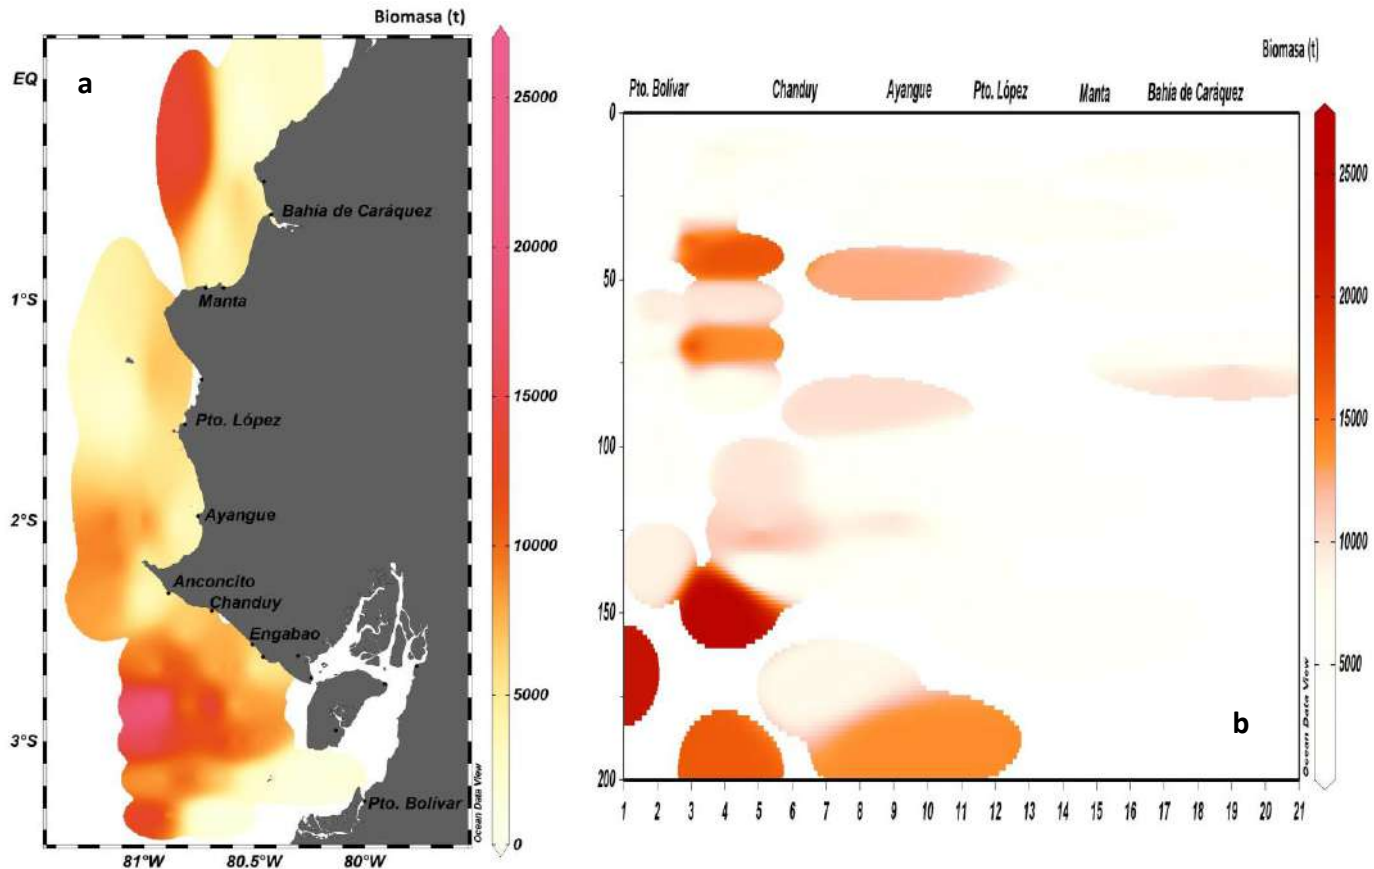 Biomasa (t)
a
EQ
1°S
2°S
3°S
81°W
80.5°W
80°W
Bahía de Caráquez
Manta
Pto. López
Ayangue
Anconcito
Chanduy
Engabao
Pto. Bolívar
Ocean Data View
25000
20000
15000
10000
5000
0
Biomasa (t)
Pto. Bolívar Chanduy Ayangue Pto. López Manta Bahía de Caráquez
0
50
100
150
200
1 2 3 4 5 6 7 8 9 10 11 12 13 14 15 16 17 18 19 20 21
b
Ocean Data View
25000
20000
15000
10000
5000